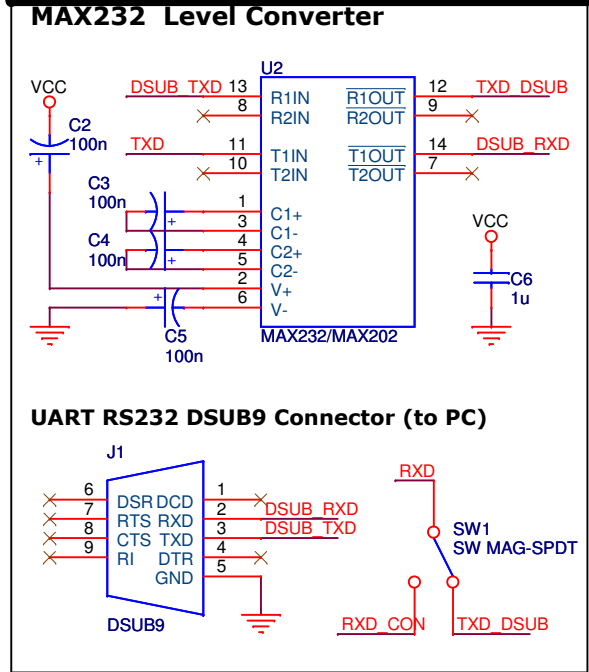 MAX232 Level Converter
U2
VCC
DSUB_TXD 13 R1IN R1OUT 12 TXD_DSUB
8 R2IN R2OUT 9
C2
100n
+
TXD 11 T1IN T1OUT 14 DSUB_RXD
10 T2IN T2OUT 7
C3
100n
+
1 C1+
3 C1-
C4
100n
+
4 C2+
5 C2-
2 V+
6 V-
+
C5
100n
MAX232/MAX202
VCC
C6
1u
UART RS232 DSUB9 Connector (to PC)
J1
6 DSR DCD 1
7 RTS RXD 2 DSUB_RXD
8 CTS TXD 3 DSUB_TXD
9 RI DTR 4
GND 5
DSUB9
RXD
SW1
SW MAG-SPDT
RXD_CON TXD_DSUB